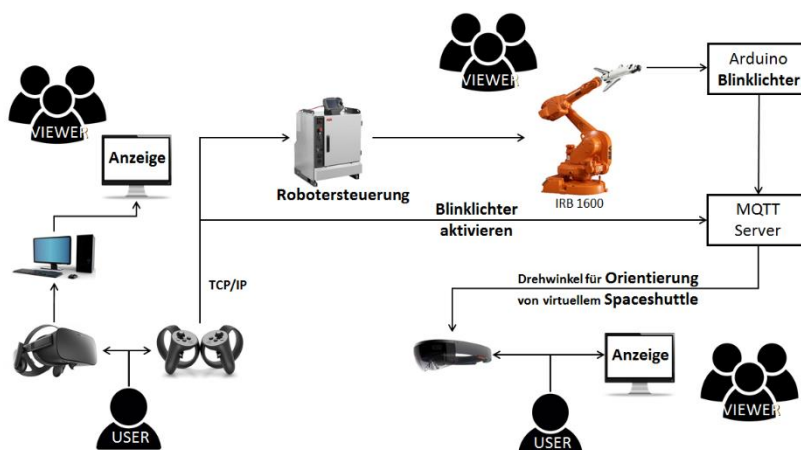 VIEWER
Anzeige
Robotersteuerung
VIEWER
IRB 1600
Arduino
Blinklichter
Blinklichter
aktivieren
MQTT
Server
TCP/IP
Drehwinkel für Orientierung
von virtuellem Spaceshuttle
USER
Anzeige
USER
VIEWER